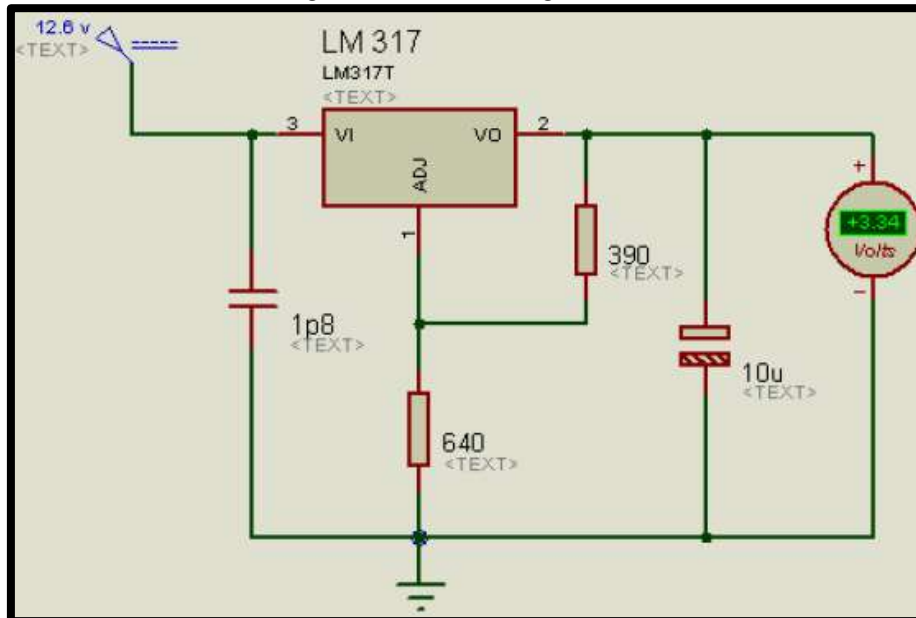 12.6 v
<TEXT>
LM 317
LM317T
<TEXT>
3
VI
VO
2
ADJ
1
+
+3.34
Volts
−
390
<TEXT>
1p8
<TEXT>
10u
<TEXT>
640
<TEXT>